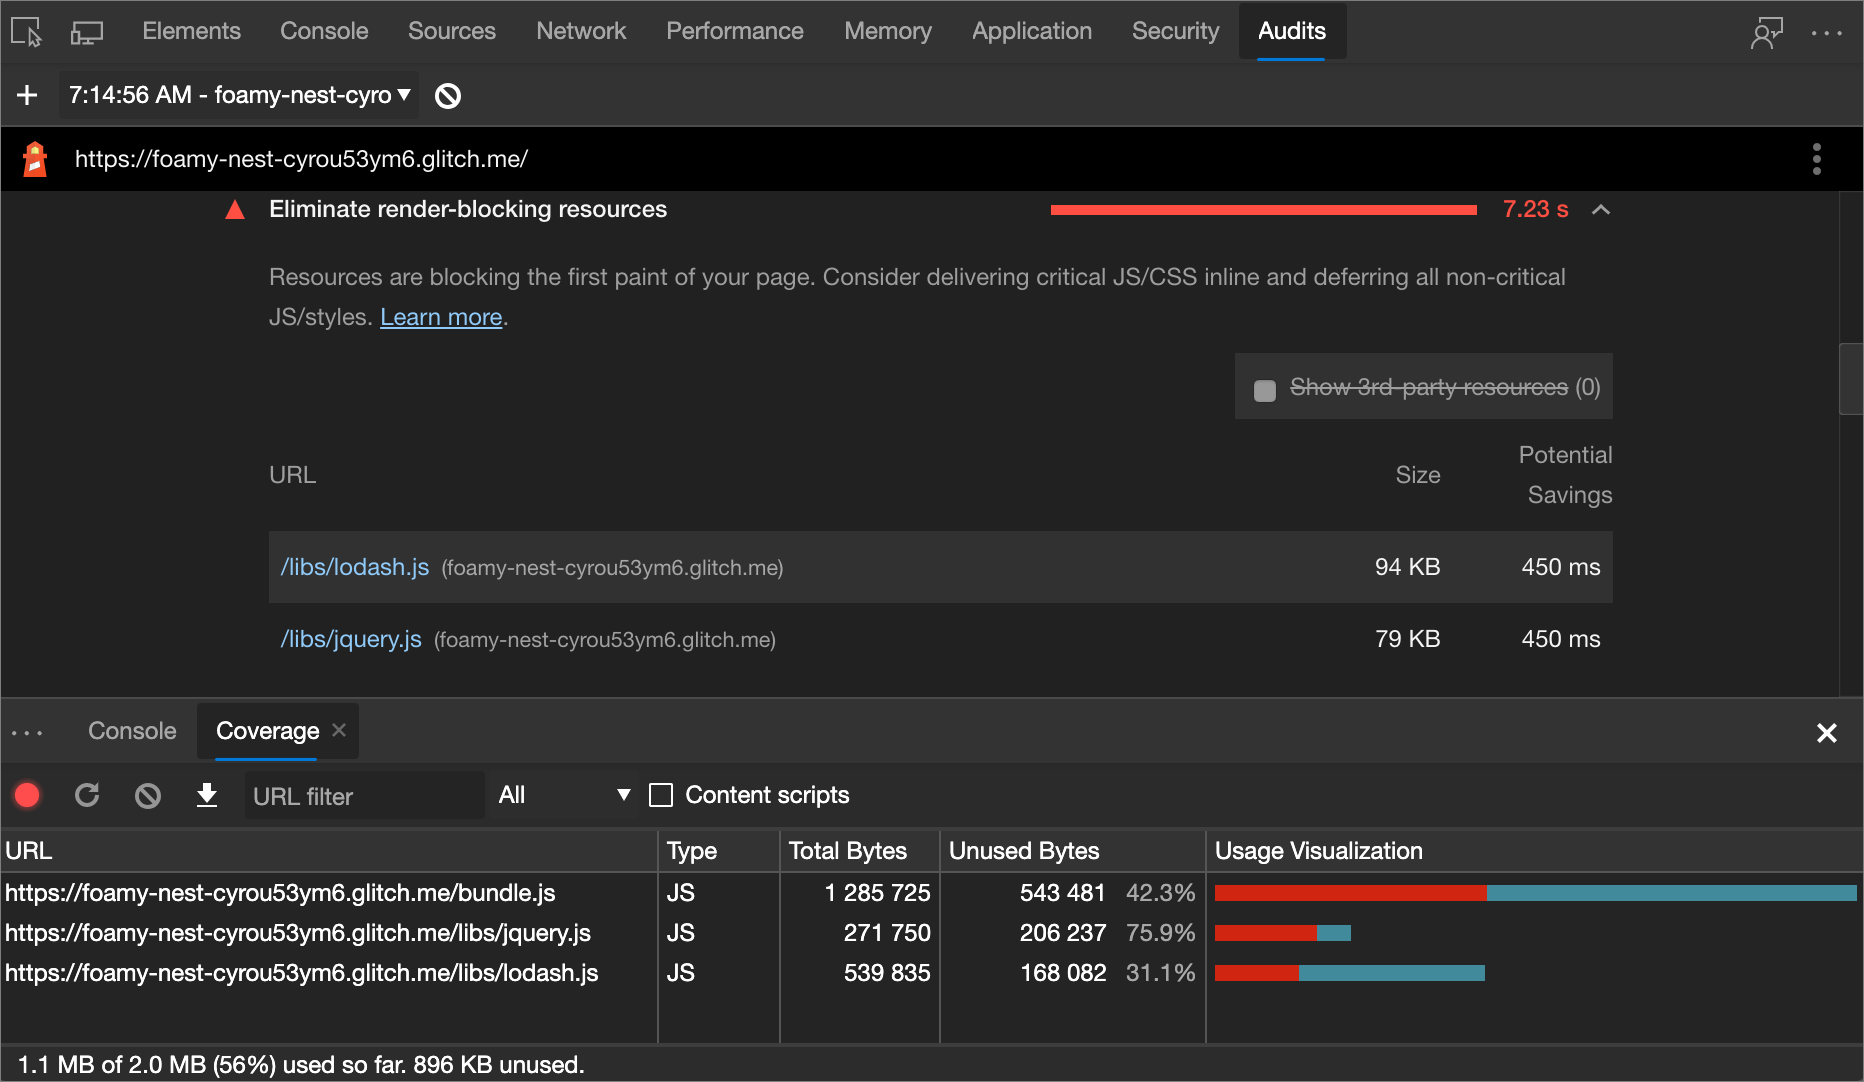 Elements Console Sources Network Performance Memory Application Security Audits
7:14:56 AM - foamy-nest-cyro
https://foamy-nest-cyrou53ym6.glitch.me/
Eliminate render-blocking resources 7.23 s
Resources are blocking the first paint of your page. Consider delivering critical JS/CSS inline and deferring all non-critical
JS/styles. Learn more.
Show 3rd-party resources (0)
URL Size Potential
Savings
/libs/lodash.js (foamy-nest-cyrou53ym6.glitch.me) 94 KB 450 ms
/libs/jquery.js (foamy-nest-cyrou53ym6.glitch.me) 79 KB 450 ms
Console Coverage
URL filter All Content scripts
URL Type Total Bytes Unused Bytes Usage Visualization
https://foamy-nest-cyrou53ym6.glitch.me/bundle.js JS 1 285 725 543 481 42.3%
https://foamy-nest-cyrou53ym6.glitch.me/libs/jquery.js JS 271 750 206 237 75.9%
https://foamy-nest-cyrou53ym6.glitch.me/libs/lodash.js JS 539 835 168 082 31.1%
1.1 MB of 2.0 MB (56%) used so far. 896 KB unused.